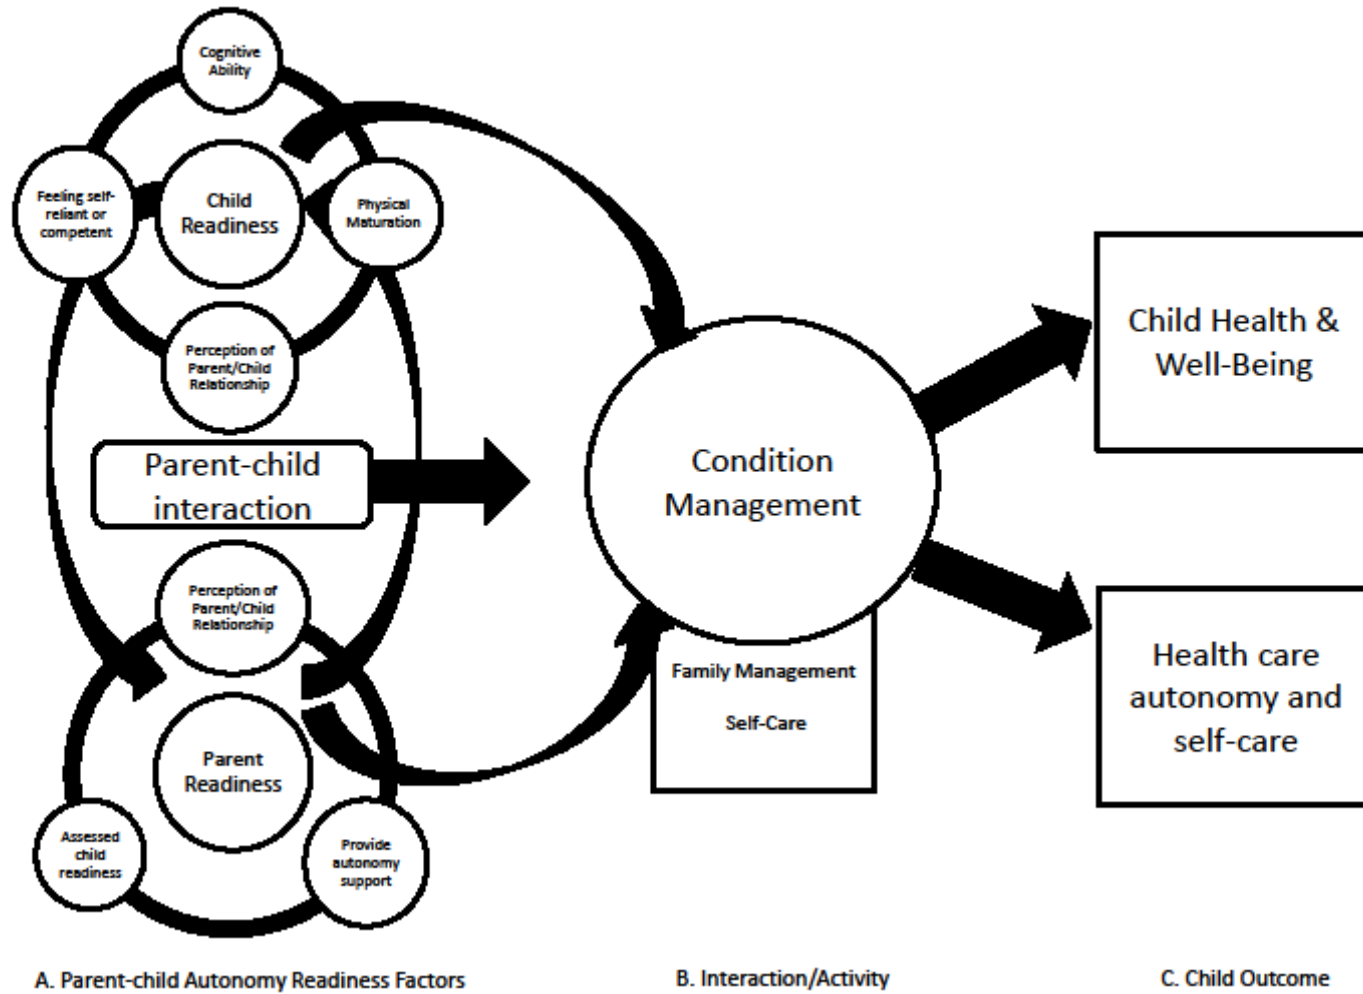 Cognitive
Ability
Feeling self-
reliant or
competent
Child
Readiness
Physical
Maturation
Perception of
Parent/Child
Relationship
Parent-child
interaction
Perception of
Parent/Child
Relationship
Parent
Readiness
Assessed
child
readiness
Provide
autonomy
support
Condition
Management
Family Management
Self-Care
Child Health &
Well-Being
Health care
autonomy and
self-care
A. Parent-child Autonomy Readiness Factors
B. Interaction/Activity
C. Child Outcome